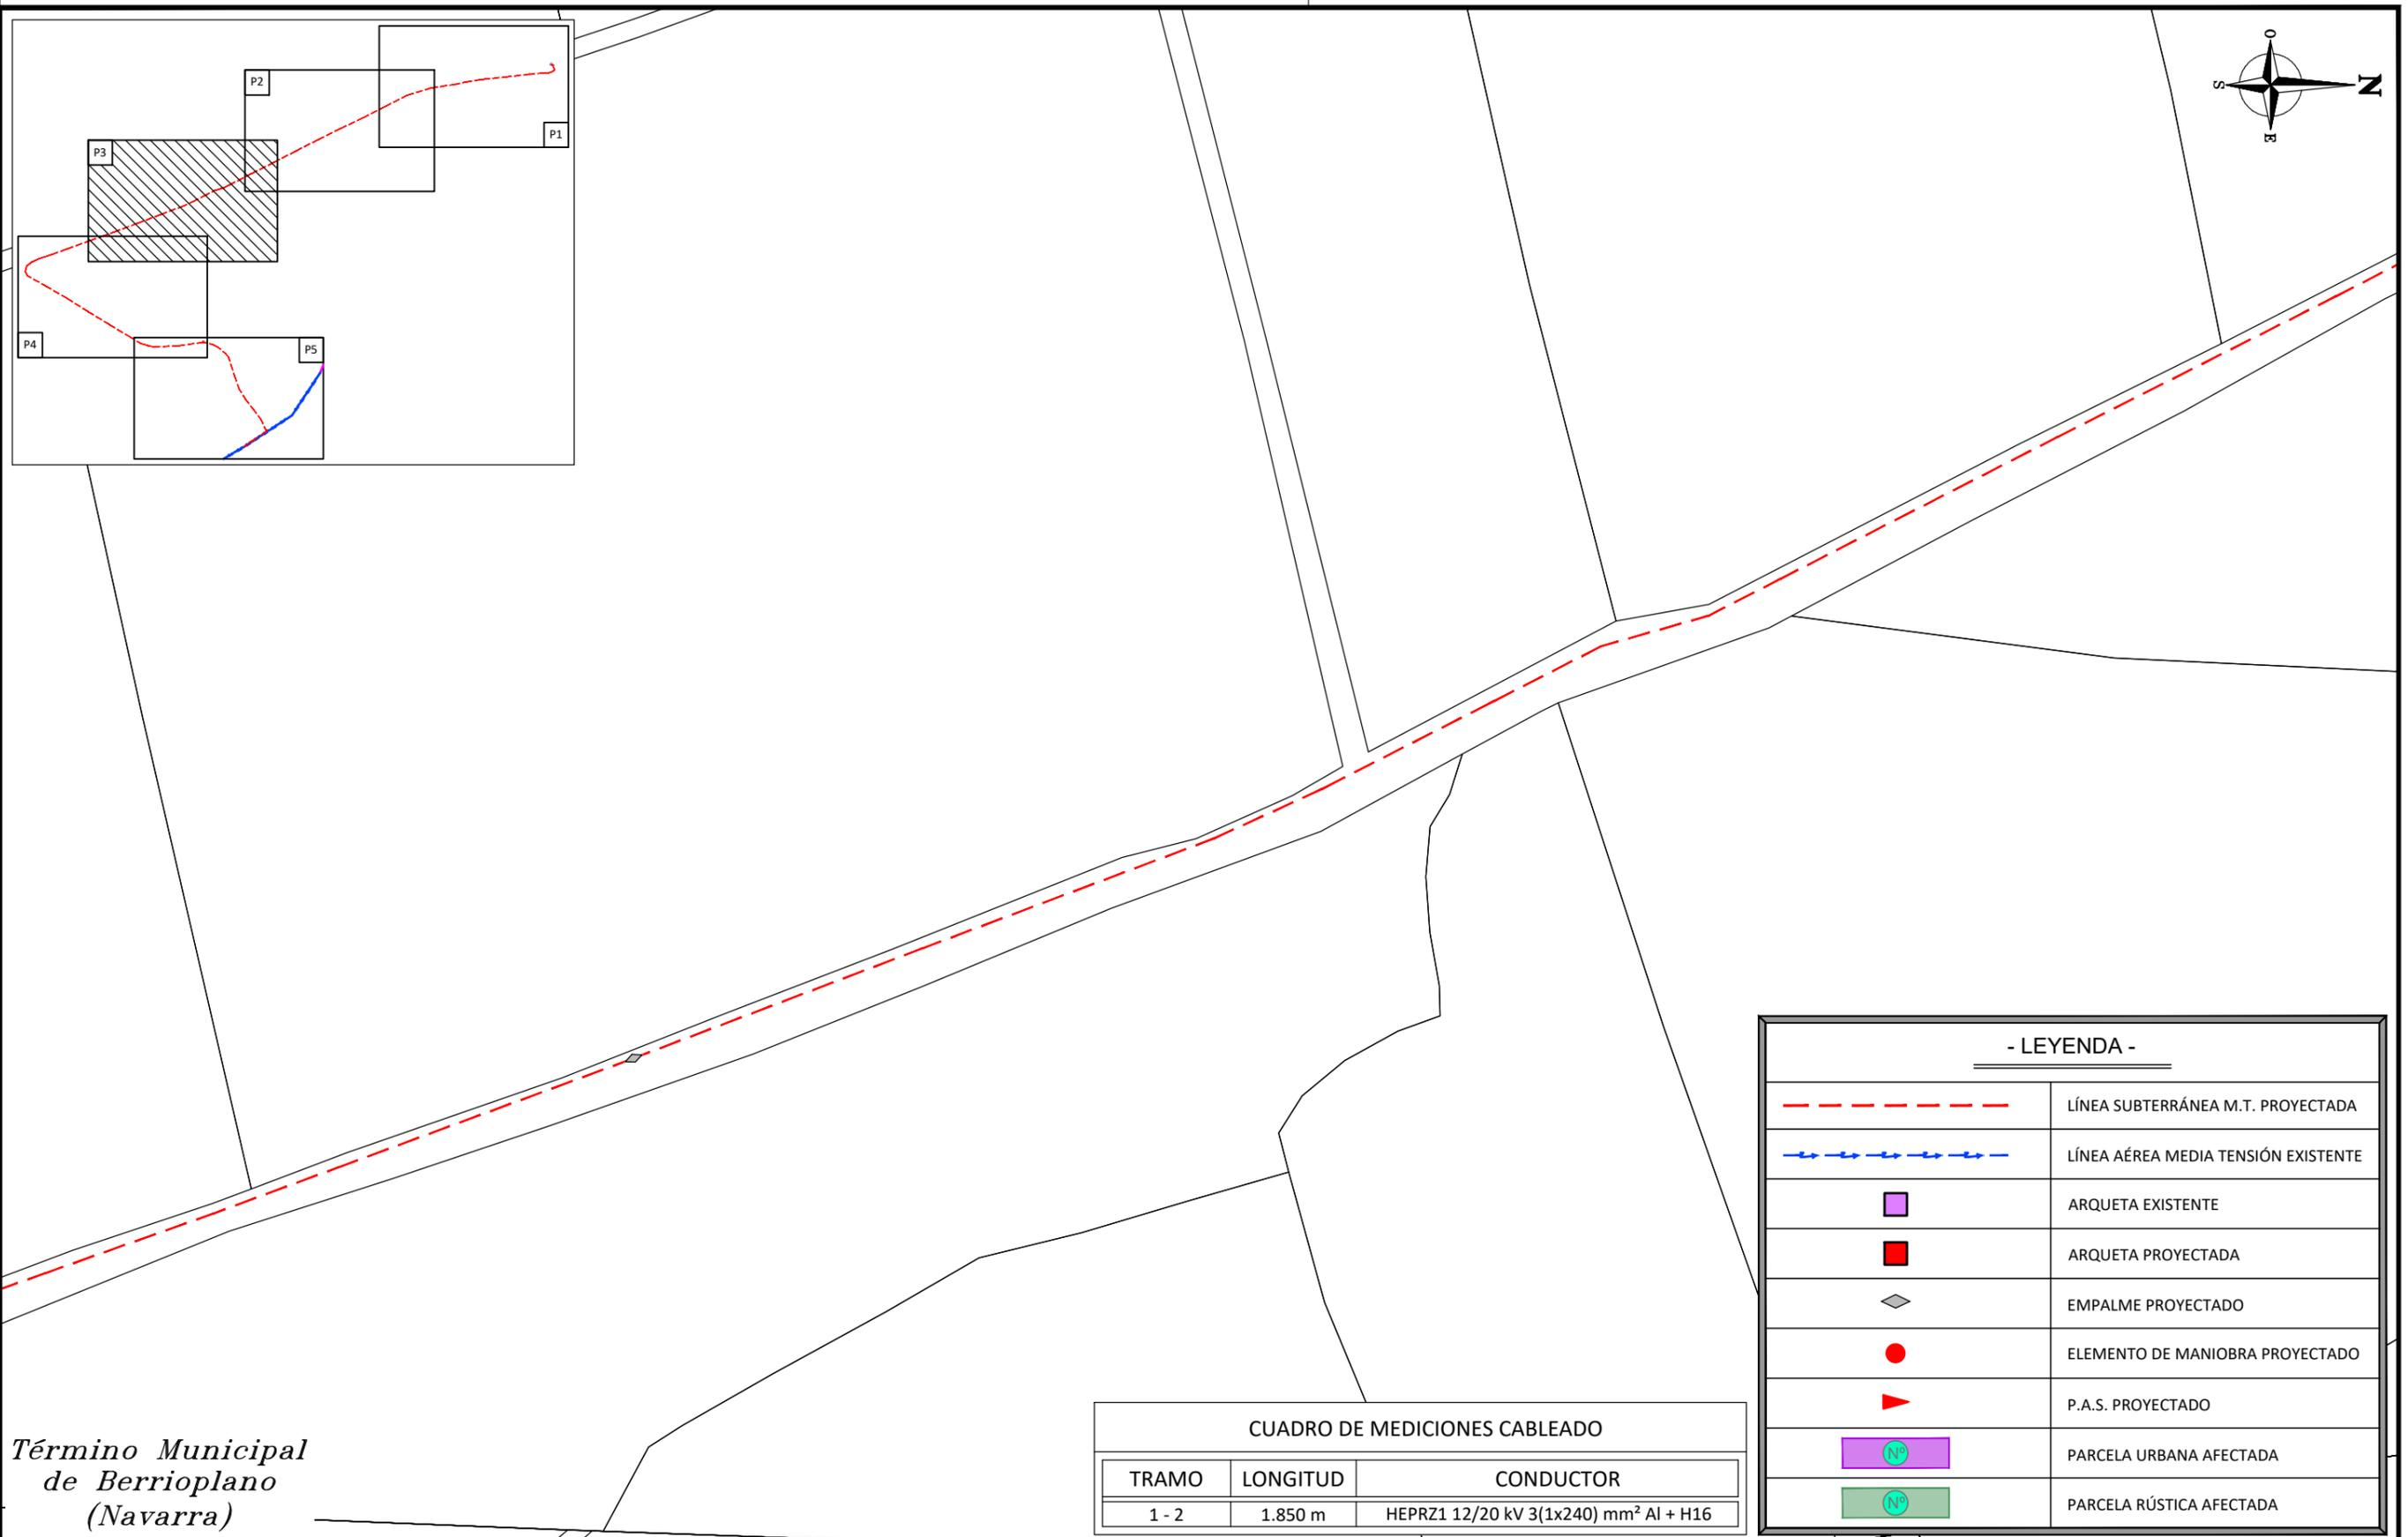 P2
P1
P3
P4
P5
O
N
S
E
- LEYENDA -
LÍNEA SUBTERRÁNEA M.T. PROYECTADA
LÍNEA AÉREA MEDIA TENSIÓN EXISTENTE
ARQUETA EXISTENTE
ARQUETA PROYECTADA
EMPALME PROYECTADO
ELEMENTO DE MANIOBRA PROYECTADO
P.A.S. PROYECTADO
Nº PARCELA URBANA AFECTADA
Nº PARCELA RÚSTICA AFECTADA
CUADRO DE MEDICIONES CABLEADO
TRAMO LONGITUD CONDUCTOR
1 - 2 1.850 m HEPRZ1 12/20 kV 3(1x240) mm² Al + H16
Término Municipal
de Berrioplano
(Navarra)